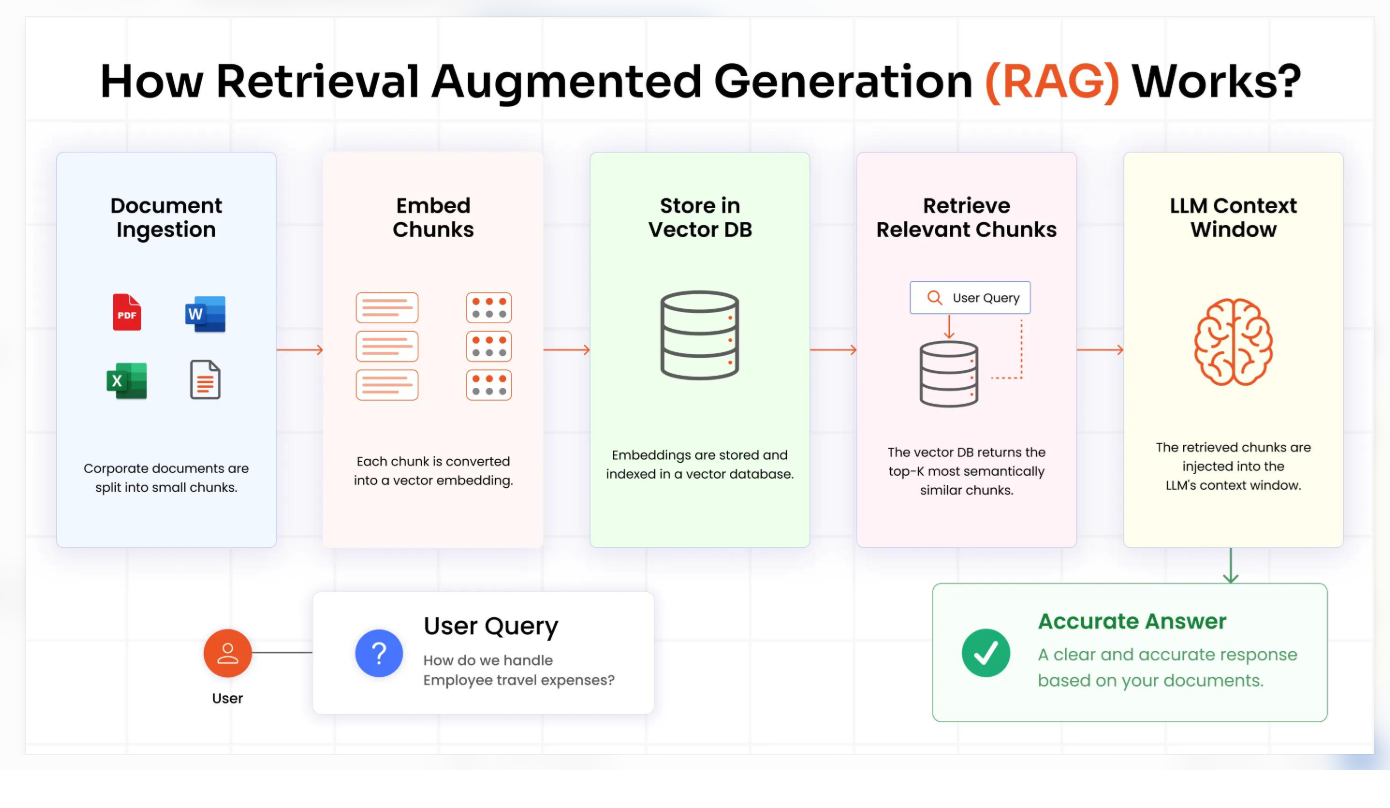 How Retrieval Augmented Generation (RAG) Works?
Document
Ingestion
PDF
W
X
Corporate documents are
split into small chunks.
Embed
Chunks
Each chunk is converted
into a vector embedding.
Store in
Vector DB
Embeddings are stored and
indexed in a vector database.
Retrieve
Relevant Chunks
User Query
The vector DB returns the
top-K most semantically
similar chunks.
LLM Context
Window
The retrieved chunks are
injected into the
LLM's context window.
User
?
User Query
How do we handle
Employee travel expenses?
Accurate Answer
A clear and accurate response
based on your documents.